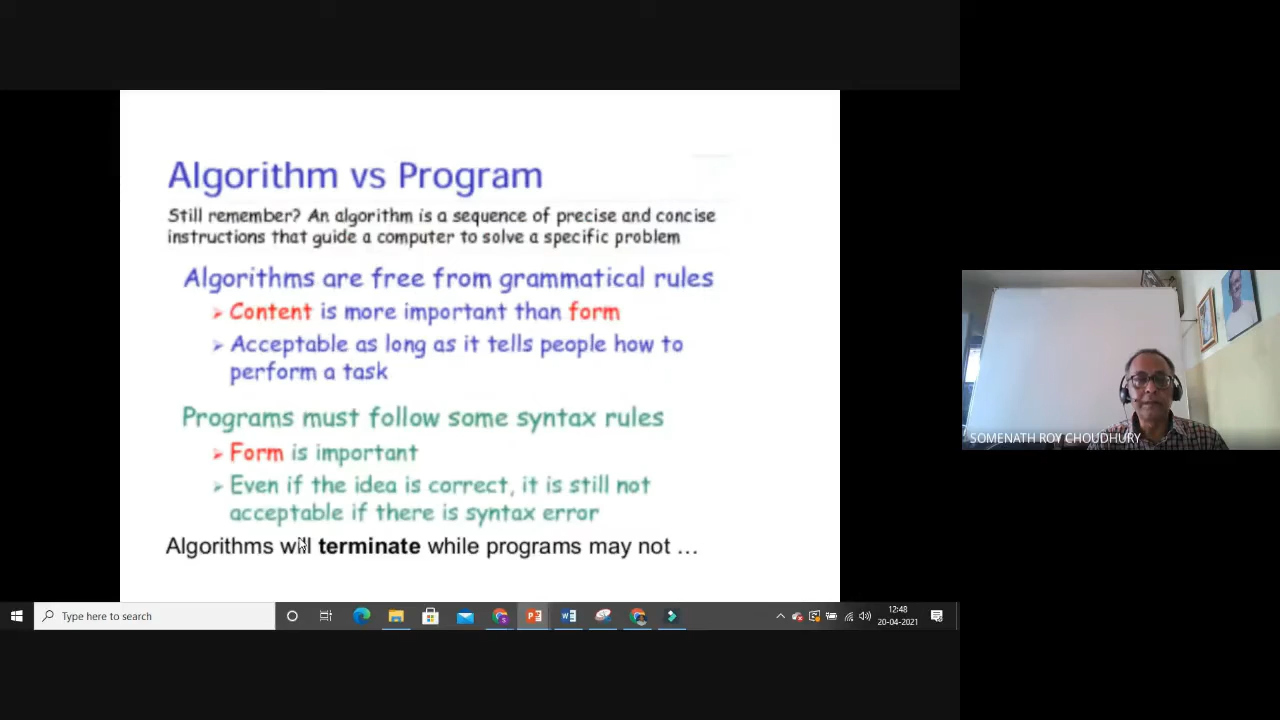 Algorithm vs Program
Still remember? An algorithm is a sequence of precise and concise
instructions that guide a computer to solve a specific problem
Algorithms are free from grammatical rules
➢ Content is more important than form
➢ Acceptable as long as it tells people how to
perform a task
Programs must follow some syntax rules
➢ Form is important
➢ Even if the idea is correct, it is still not
acceptable if there is syntax error
Algorithms will terminate while programs may not …
SOMENATH ROY CHOUDHURY
Type here to search
12:48
20-04-2021